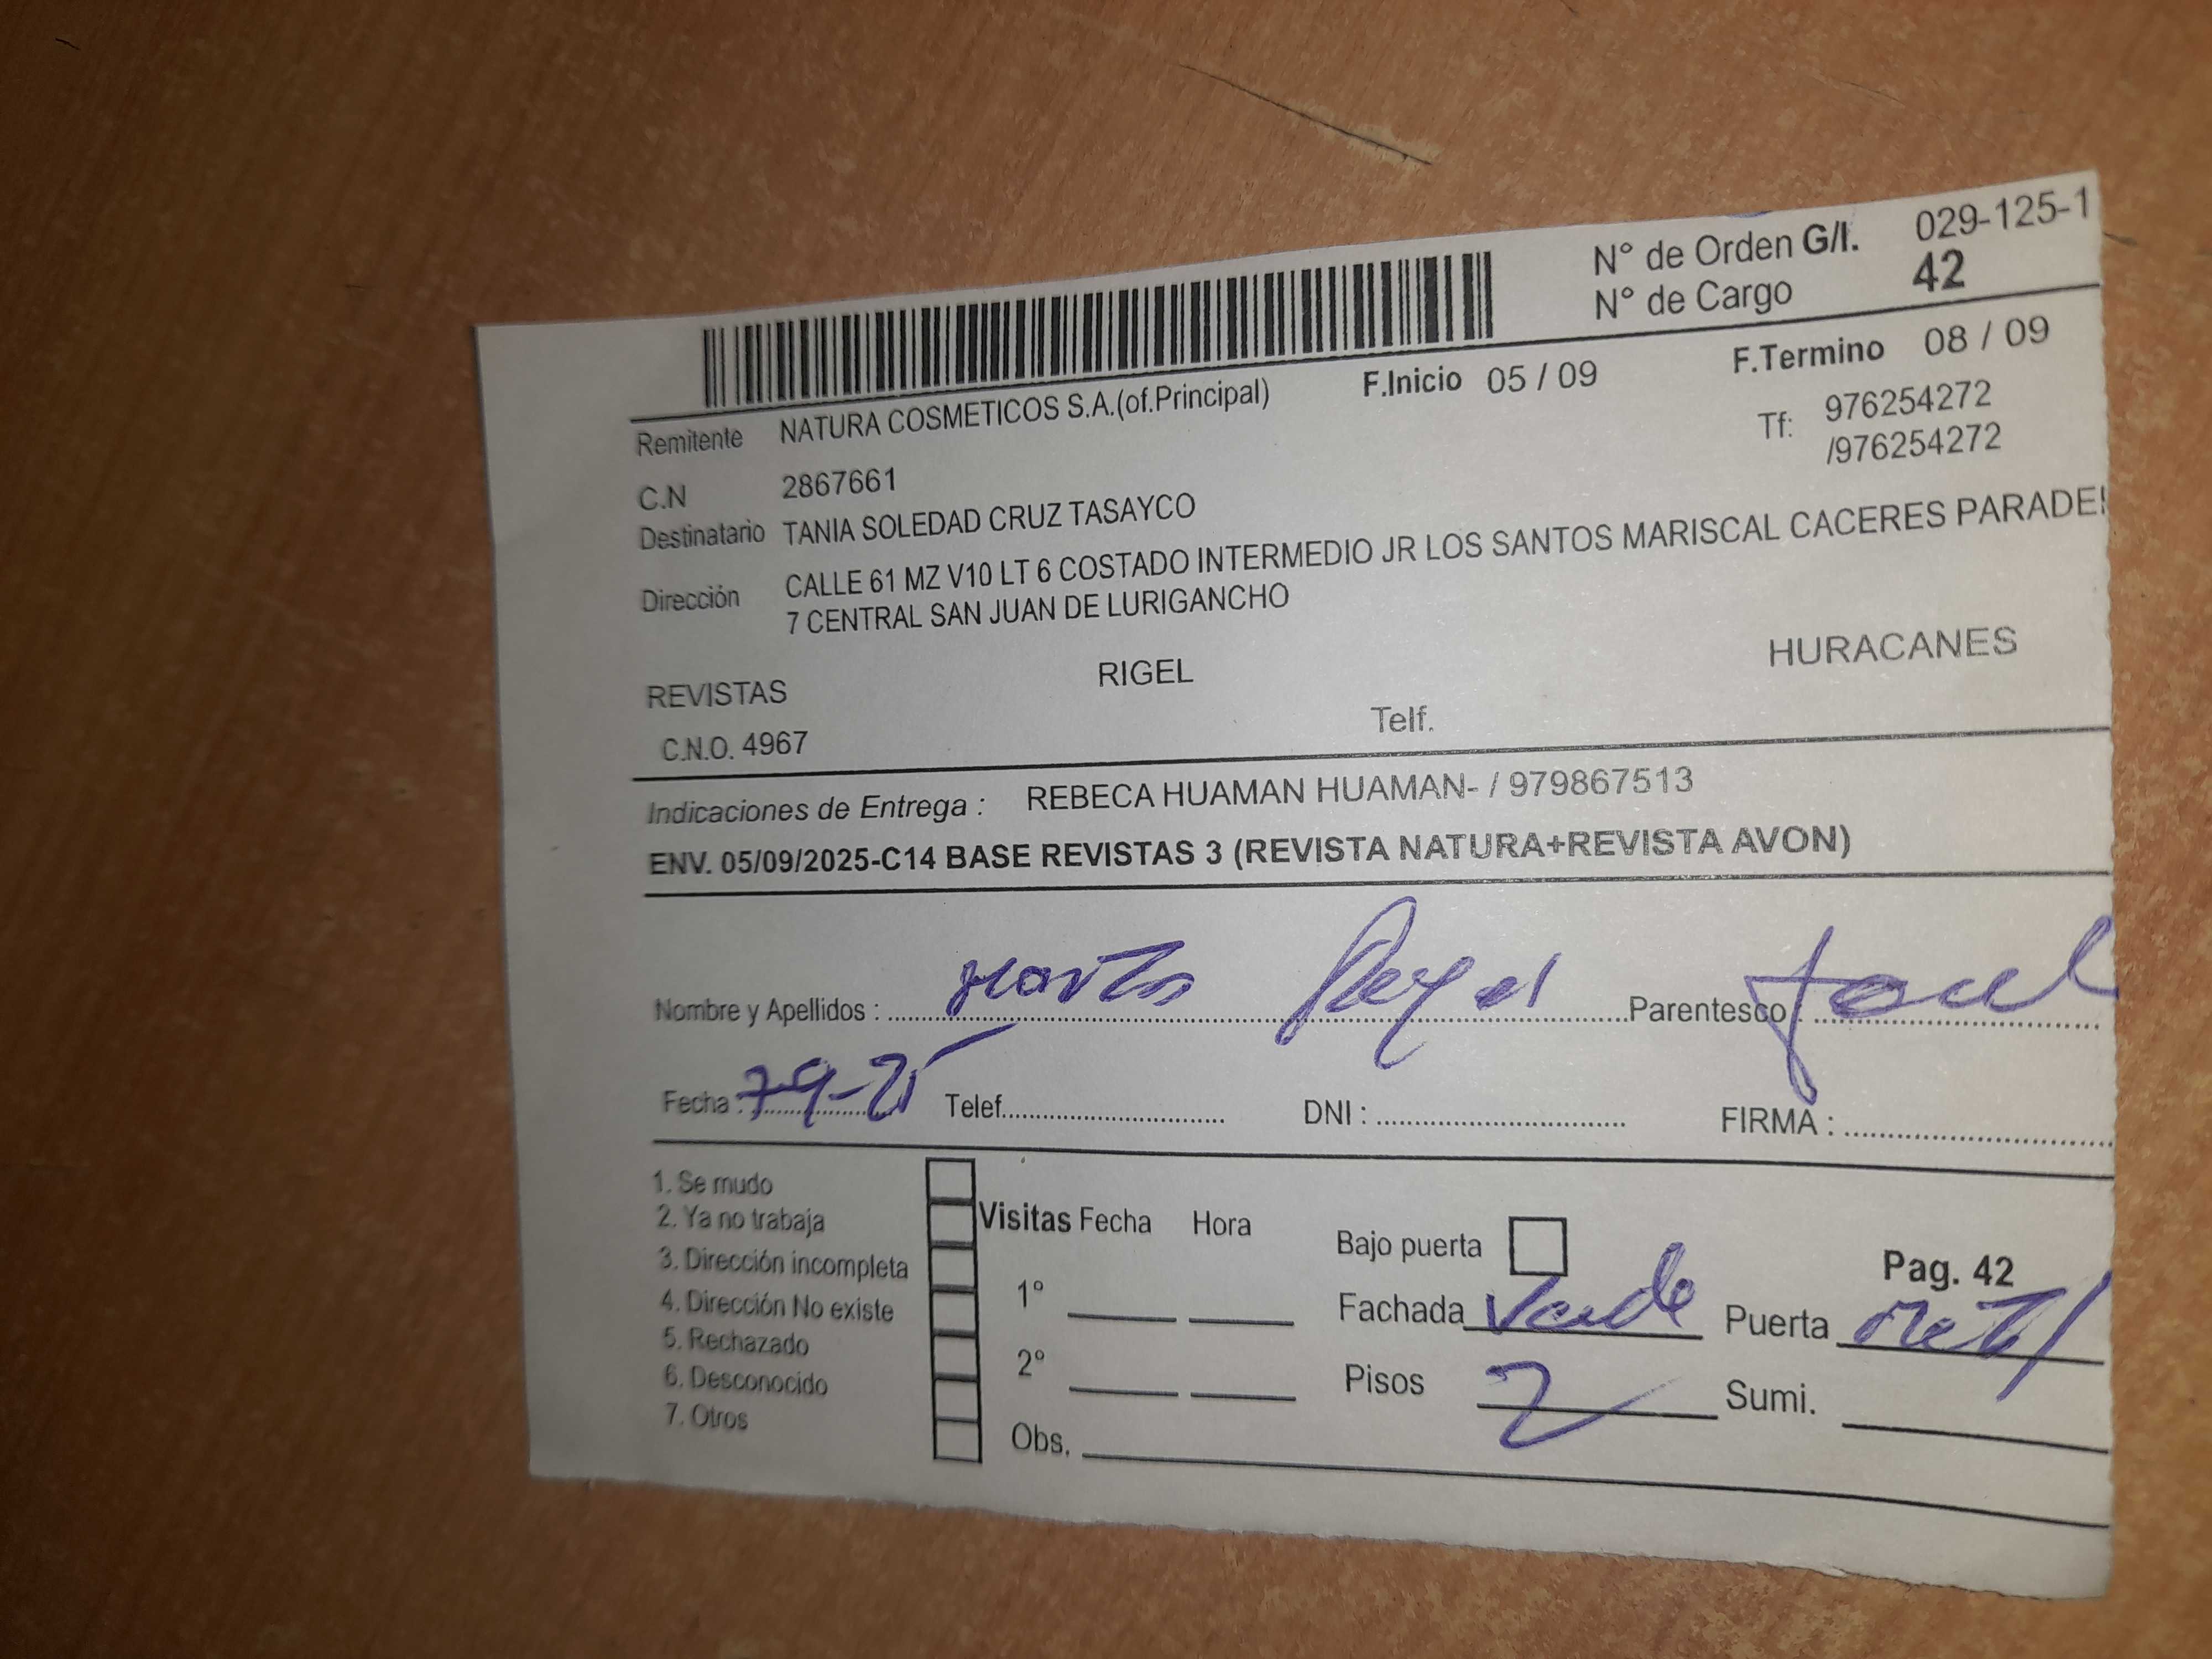 N° de Orden G/I. 029-125-1
N° de Cargo 42
F.Inicio 05 / 09 F.Termino 08 / 09
Remitente NATURA COSMETICOS S.A.(of.Principal) Tf: 976254272
/976254272
C.N 2867661
Destinatario TANIA SOLEDAD CRUZ TASAYCO
Dirección CALLE 61 MZ V10 LT 6 COSTADO INTERMEDIO JR LOS SANTOS MARISCAL CACERES PARADE
7 CENTRAL SAN JUAN DE LURIGANCHO
REVISTAS RIGEL HURACANES
C.N.O. 4967 Telf.
Indicaciones de Entrega : REBECA HUAMAN HUAMAN- / 979867513
ENV. 05/09/2025-C14 BASE REVISTAS 3 (REVISTA NATURA+REVISTA AVON)
Nombre y Apellidos : Parentesco :
Fecha : 7-9-25 Telef. DNI : FIRMA :
1. Se mudo
2. Ya no trabaja
3. Dirección incompleta
4. Dirección No existe
5. Rechazado
6. Desconocido
7. Otros
Visitas Fecha Hora
1°
2°
Obs.
Bajo puerta
Pag. 42
Fachada Verde Puerta Metal
Pisos 2 Sumi.